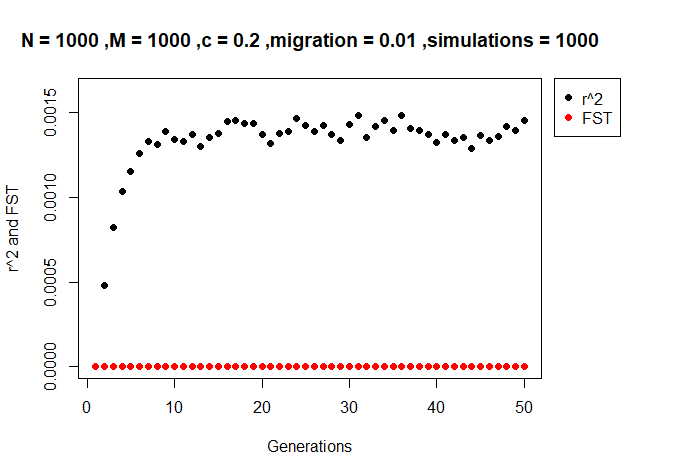 N = 1000 ,M = 1000 ,c = 0.2 ,migration = 0.01 ,simulations = 1000
r^2
FST
r^2 and FST
0.0015
0.0010
0.0005
0.0000
0 10 20 30 40 50
Generations